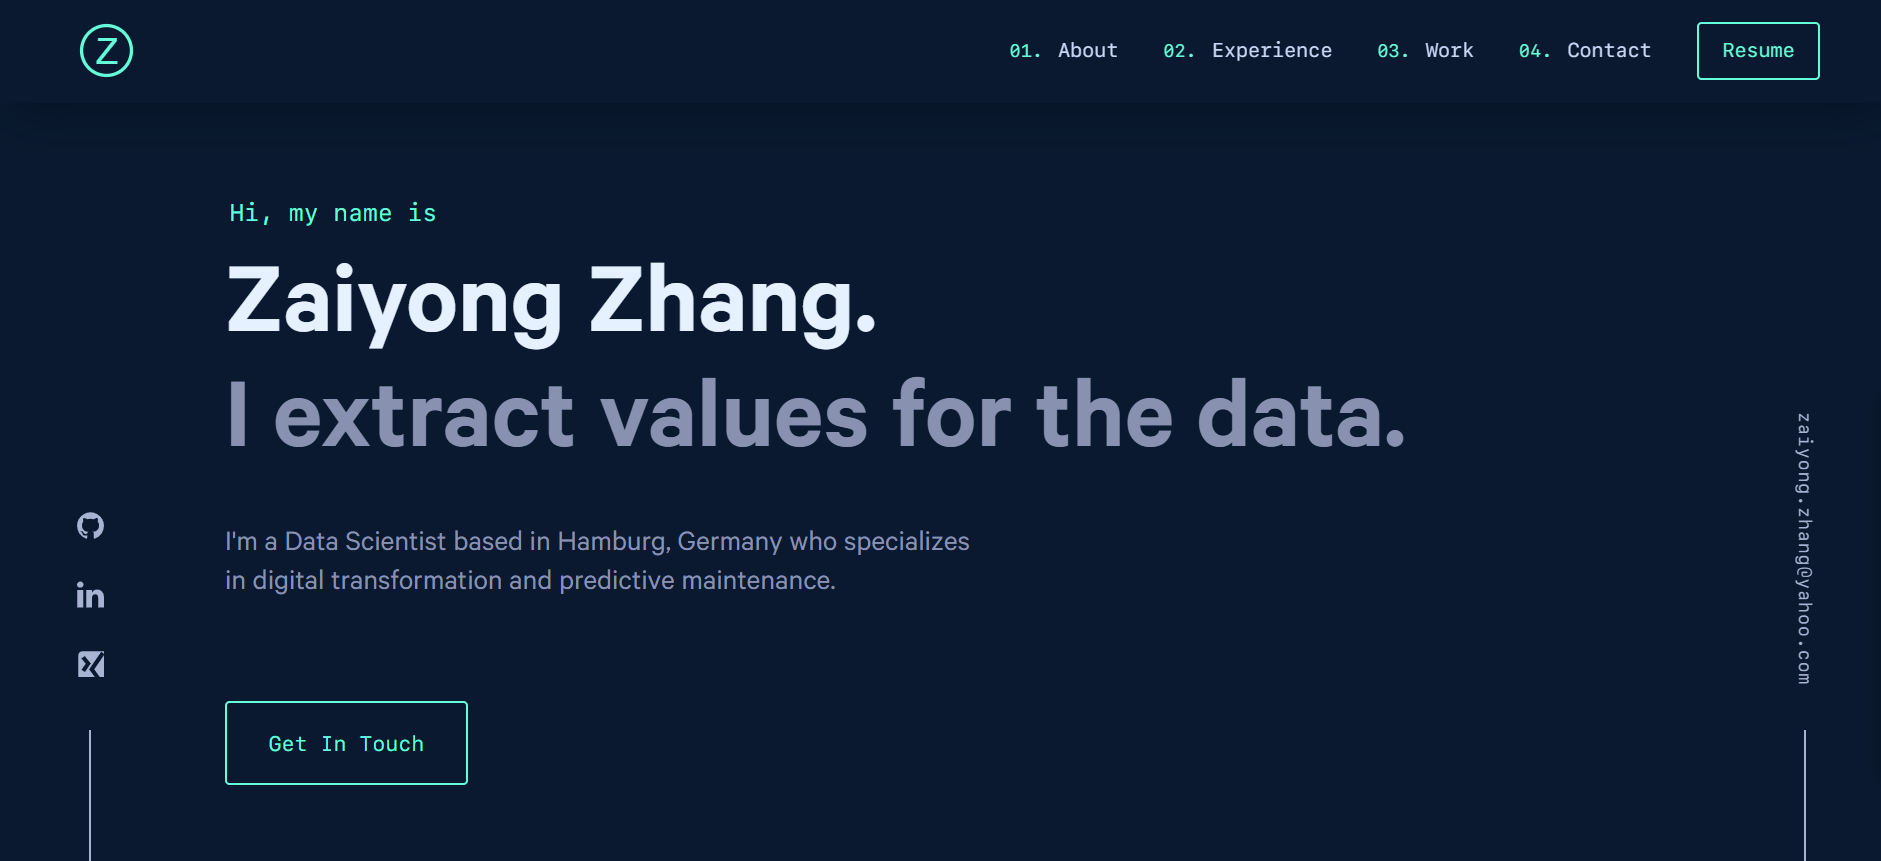 Z
01. About 02. Experience 03. Work 04. Contact Resume
Hi, my name is
Zaiyong Zhang.
I extract values for the data.
I'm a Data Scientist based in Hamburg, Germany who specializes
in digital transformation and predictive maintenance.
in
Get In Touch
zaiyong.zhang@yahoo.com